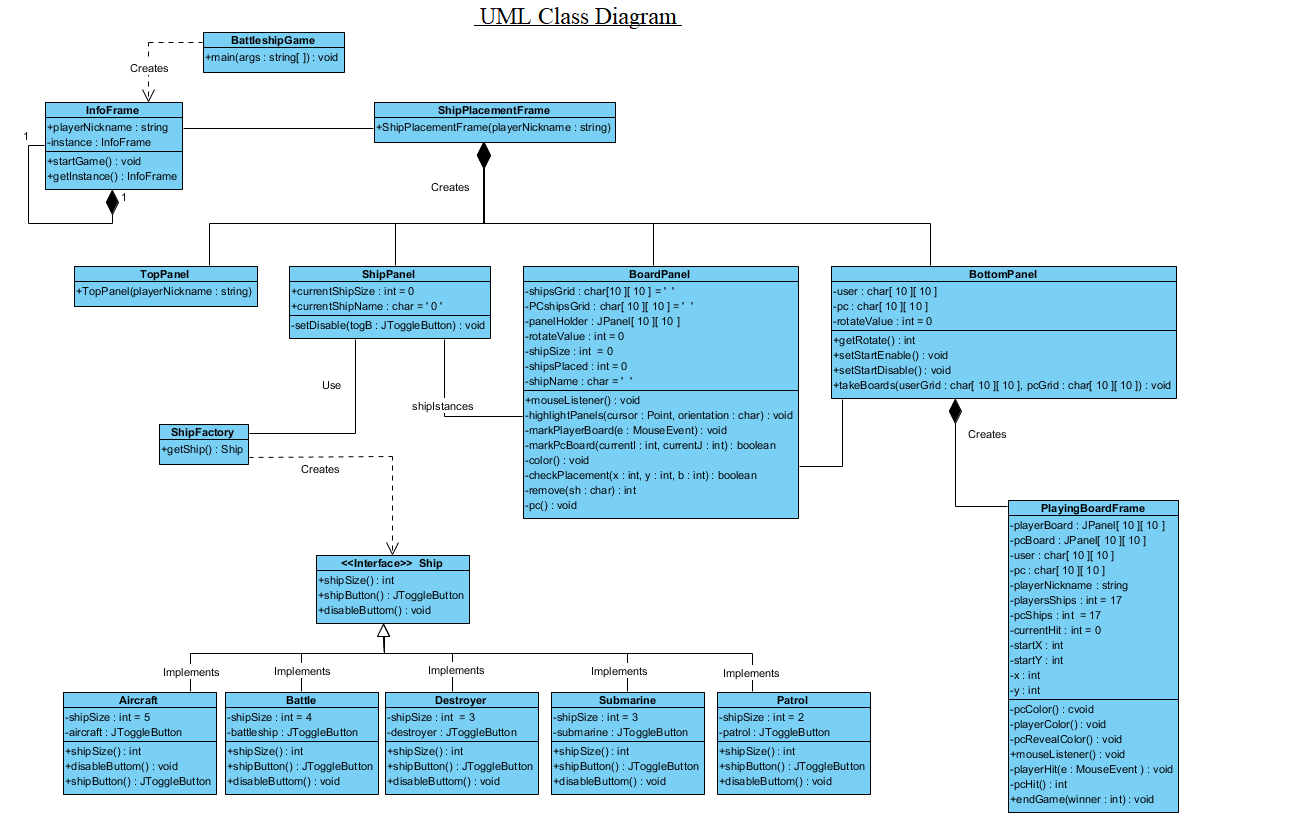 UML Class Diagram
BattleshipGame
+main(args : string[ ]) : void
Creates
InfoFrame
+playerNickname : string
-instance : InfoFrame
+startGame() : void
+getInstance() : InfoFrame
1
1
ShipPlacementFrame
+ShipPlacementFrame(playerNickname : string)
Creates
TopPanel
+TopPanel(playerNickname : string)
ShipPanel
+currentShipSize : int = 0
+currentShipName : char = ' 0 '
-setDisable(togB : JToggleButton) : void
BoardPanel
-shipsGrid : char[10 ][ 10 ] = '  '
-PCshipsGrid : char[ 10 ][ 10 ] = '  '
-panelHolder : JPanel[ 10 ][ 10 ]
-rotateValue : int = 0
-shipSize : int  = 0
-shipsPlaced : int = 0
-shipName : char = '  '
+mouseListener() : void
-highlightPanels(cursor : Point, orientation : char) : void
-markPlayerBoard(e : MouseEvent) : void
-markPcBoard(currentI : int, currentJ : int) : boolean
-color() : void
-checkPlacement(x : int, y : int, b : int) : boolean
-remove(sh : char) : int
-pc() : void
BottomPanel
-user : char[ 10 ][ 10 ]
-pc : char[ 10 ][ 10 ]
-rotateValue : int = 0
+getRotate() : int
+setStartEnable() : void
+setStartDisable() : void
+takeBoards(userGrid : char[ 10 ][ 10 ], pcGrid : char[ 10 ][ 10 ]) : void
Use
shipIstances
ShipFactory
+getShip() : Ship
Creates
Creates
<<Interface>>  Ship
+shipSize() : int
+shipButton() : JToggleButton
+disableButtom() : void
PlayingBoardFrame
-playerBoard : JPanel[ 10 ][ 10 ]
-pcBoard : JPanel[ 10 ][ 10 ]
-user : char[ 10 ][ 10 ]
-pc : char[ 10 ][ 10 ]
-playerNickname : string
-playersShips : int = 17
-pcShips : int  = 17
-currentHit : int = 0
-startX : int
-startY : int
-x : int
-y : int
-pcColor() : cvoid
-playerColor() : void
-pcRevealColor() : void
+mouseListener() : void
-playerHit(e : MouseEvent ) : void
-pcHit() : int
+endGame(winner : int) : void
Implements
Implements
Implements
Implements
Implements
Aircraft
-shipSize : int = 5
-aircraft : JToggleButton
+shipSize() : int
+disableButtom() : void
+shipButton() : JToggleButton
Battle
-shipSize : int = 4
-battleship : JToggleButton
+shipSize() : int
+shipButton() : JToggleButton
+disableButtom() : void
Destroyer
-shipSize : int  = 3
-destroyer : JToggleButton
+shipSize() : int
+shipButton() : JToggleButton
+disableButtom() : void
Submarine
-shipSize : int = 3
-submarine : JToggleButton
+shipSize() : int
+shipButton() : JToggleButton
+disableButtom() : void
Patrol
-shipSize : int = 2
-patrol : JToggleButton
+shipSize() : int
+shipButton() : JToggleButton
+disableButtom() : void